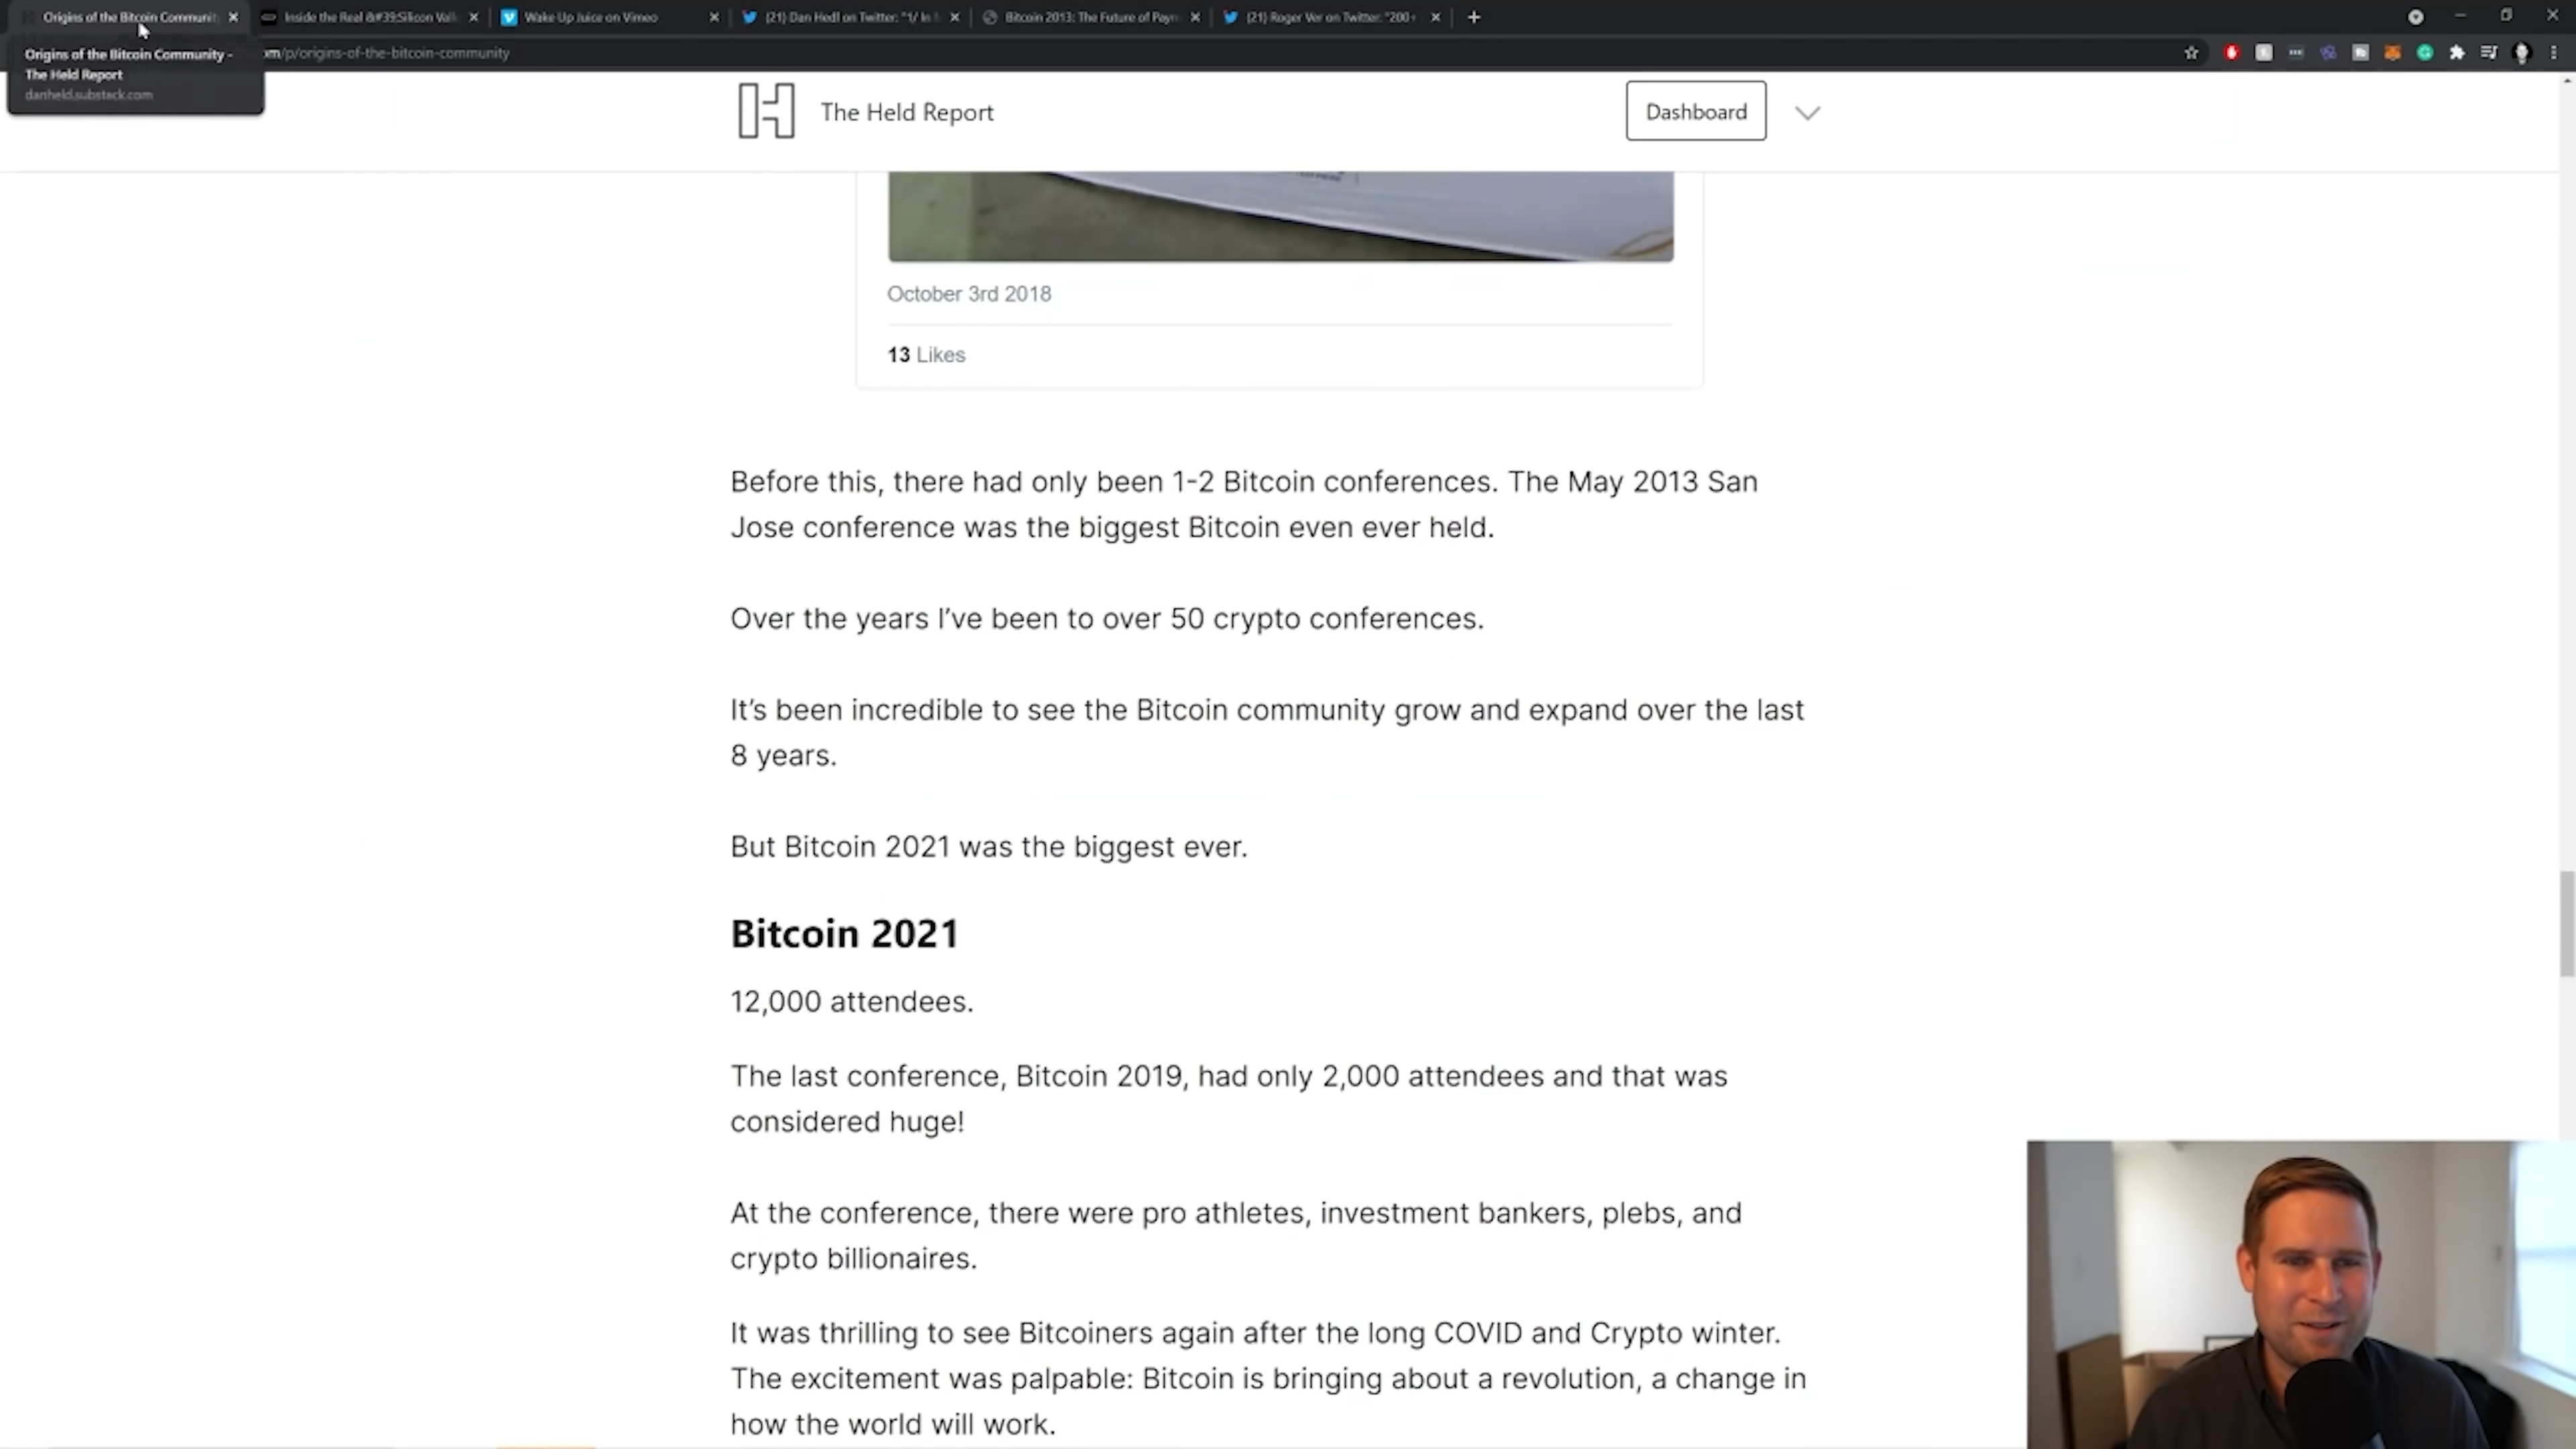 Origins of the Bitcoin Communit
Inside the Real &#39;Silicon Vall
Wake Up Juice on Vimeo
(21) Dan Hedl on Twitter: "1/ In
Bitcoin 2013: The Future of Paym
(21) Roger Ver on Twitter: "200+
om/p/origins-of-the-bitcoin-community
Origins of the Bitcoin Community -
The Held Report
danheld.substack.com
The Held Report
Dashboard
October 3rd 2018
13 Likes
Before this, there had only been 1-2 Bitcoin conferences. The May 2013 San
Jose conference was the biggest Bitcoin even ever held.
Over the years I’ve been to over 50 crypto conferences.
It’s been incredible to see the Bitcoin community grow and expand over the last
8 years.
But Bitcoin 2021 was the biggest ever.
Bitcoin 2021
12,000 attendees.
The last conference, Bitcoin 2019, had only 2,000 attendees and that was
considered huge!
At the conference, there were pro athletes, investment bankers, plebs, and
crypto billionaires.
It was thrilling to see Bitcoiners again after the long COVID and Crypto winter.
The excitement was palpable: Bitcoin is bringing about a revolution, a change in
how the world will work.